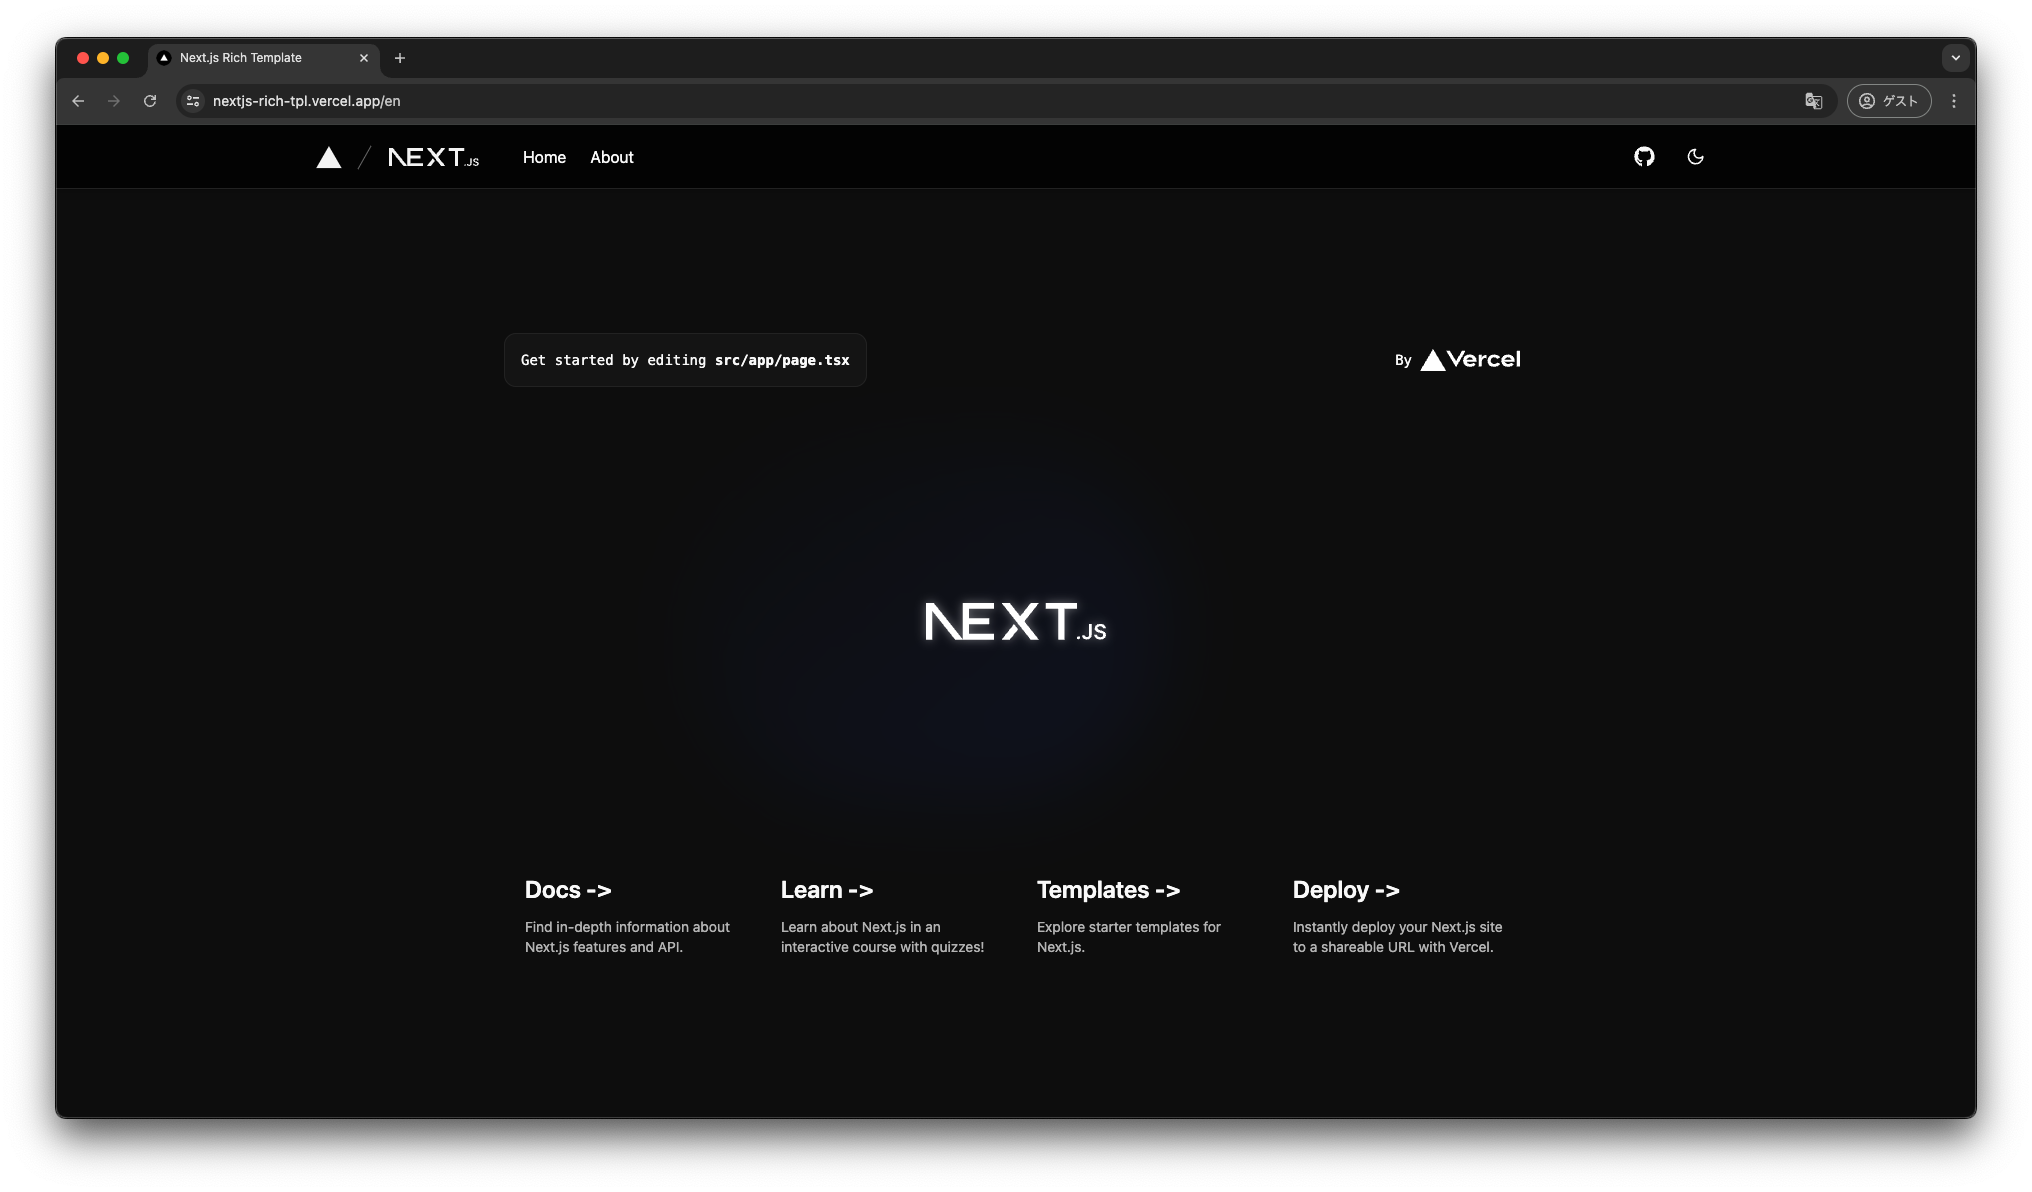 Next.js Rich Template
nextjs-rich-tpl.vercel.app/en
ゲスト
NEXT.JS
Home
About
Get started by editing src/app/page.tsx
By Vercel
NEXT.JS
Docs ->
Find in-depth information about
Next.js features and API.
Learn ->
Learn about Next.js in an
interactive course with quizzes!
Templates ->
Explore starter templates for
Next.js.
Deploy ->
Instantly deploy your Next.js site
to a shareable URL with Vercel.